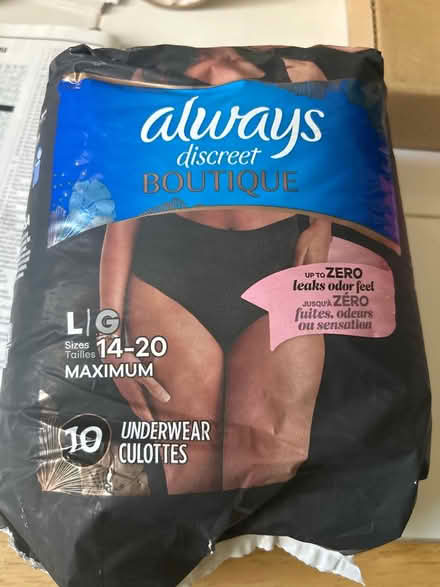 always
discreet
BOUTIQUE
UP TO ZERO
leaks odor feel
JUSQU'À ZÉRO
fuites, odeurs
ou sensation
L|G
Sizes
Tailles 14-20
MAXIMUM
10 UNDERWEAR
CULOTTES